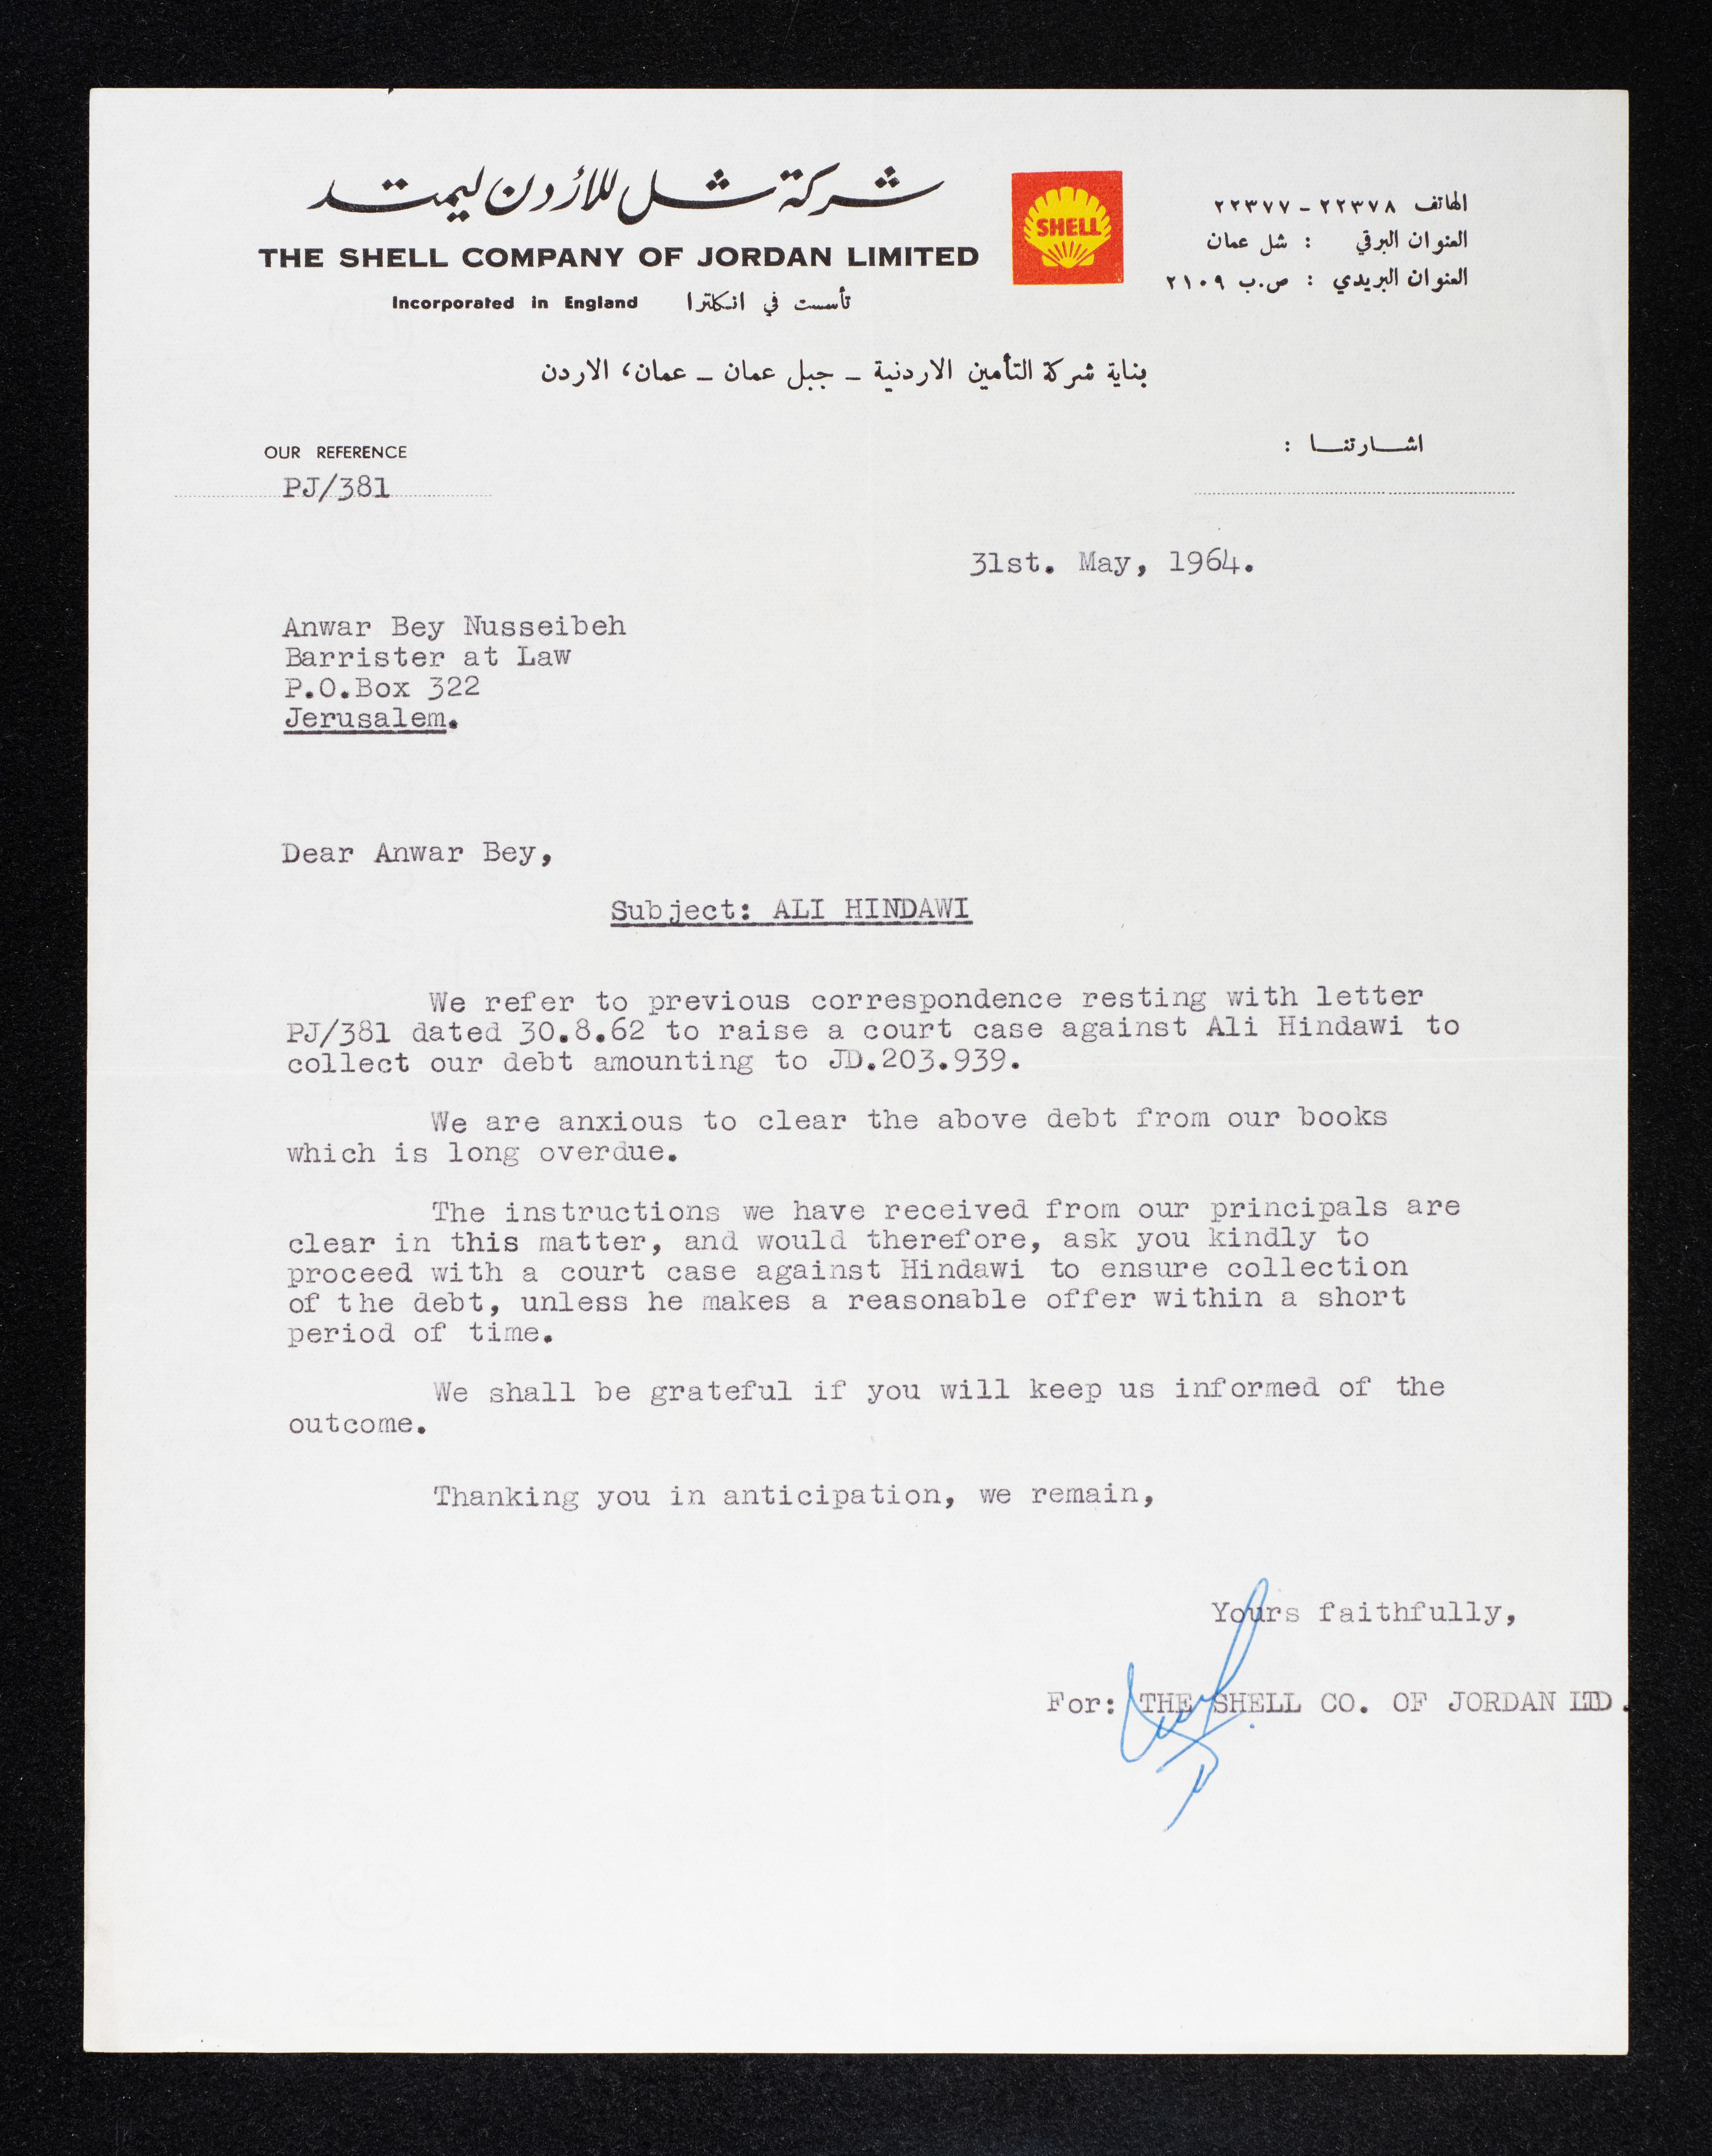 شركة شل للأردن ليمتد
THE SHELL COMPANY OF JORDAN LIMITED
Incorporated in England تأسست في انكلترا
SHELL
الهاتف ٢٢٣٧٨ – ٢٢٣٧٧
العنوان البرقي : شل عمان
العنوان البريدي : ص.ب ٢١٠٩
بناية شركة التأمين الاردنية – جبل عمان – عمان، الاردن
OUR REFERENCE
PJ/381
اشارتنا :
31st. May, 1964.
Anwar Bey Nusseibeh
Barrister at Law
P.O.Box 322
Jerusalem.
Dear Anwar Bey,
Subject: ALI HINDAWI
We refer to previous correspondence resting with letter
PJ/381 dated 30.8.62 to raise a court case against Ali Hindawi to
collect our debt amounting to JD.203.939.
We are anxious to clear the above debt from our books
which is long overdue.
The instructions we have received from our principals are
clear in this matter, and would therefore, ask you kindly to
proceed with a court case against Hindawi to ensure collection
of the debt, unless he makes a reasonable offer within a short
period of time.
We shall be grateful if you will keep us informed of the
outcome.
Thanking you in anticipation, we remain,
Yours faithfully,
For: THE SHELL CO. OF JORDAN LTD.